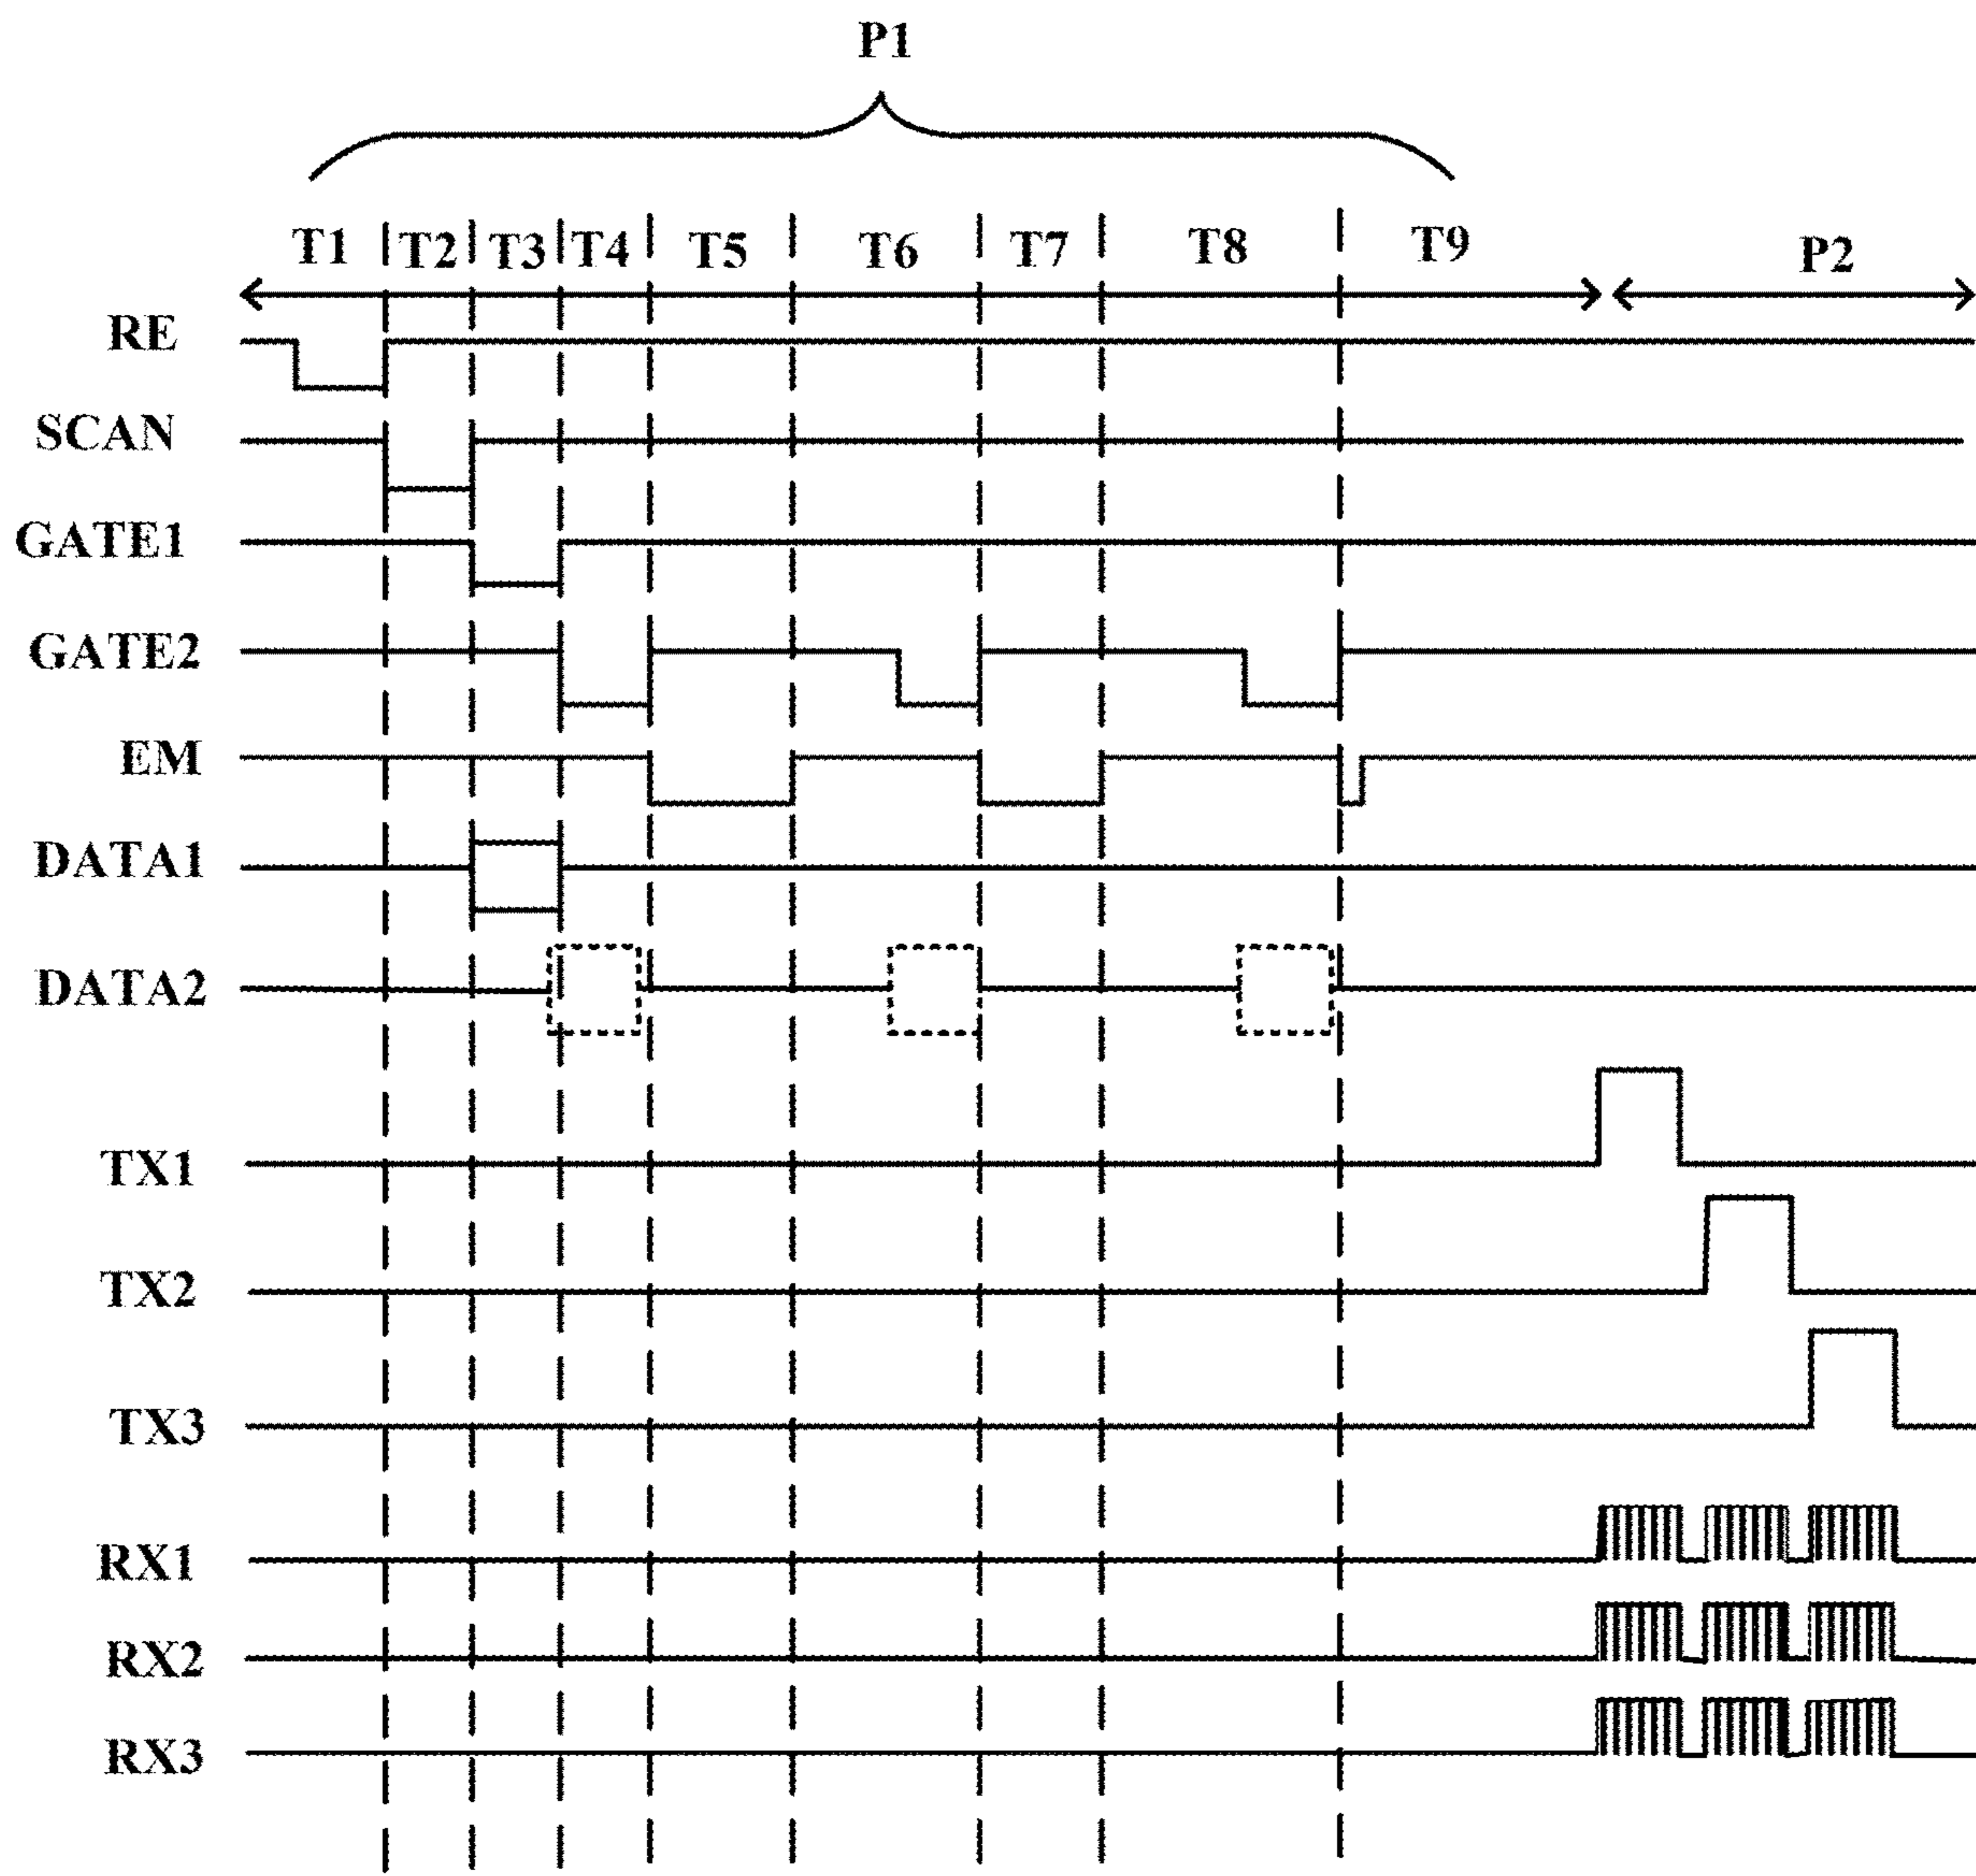 P1
T1 T2 T3 T4 T5 T6 T7 T8 T9 P2
RE
SCAN
GATE1
GATE2
EM
DATA1
DATA2
TX1
TX2
TX3
RX1
RX2
RX3